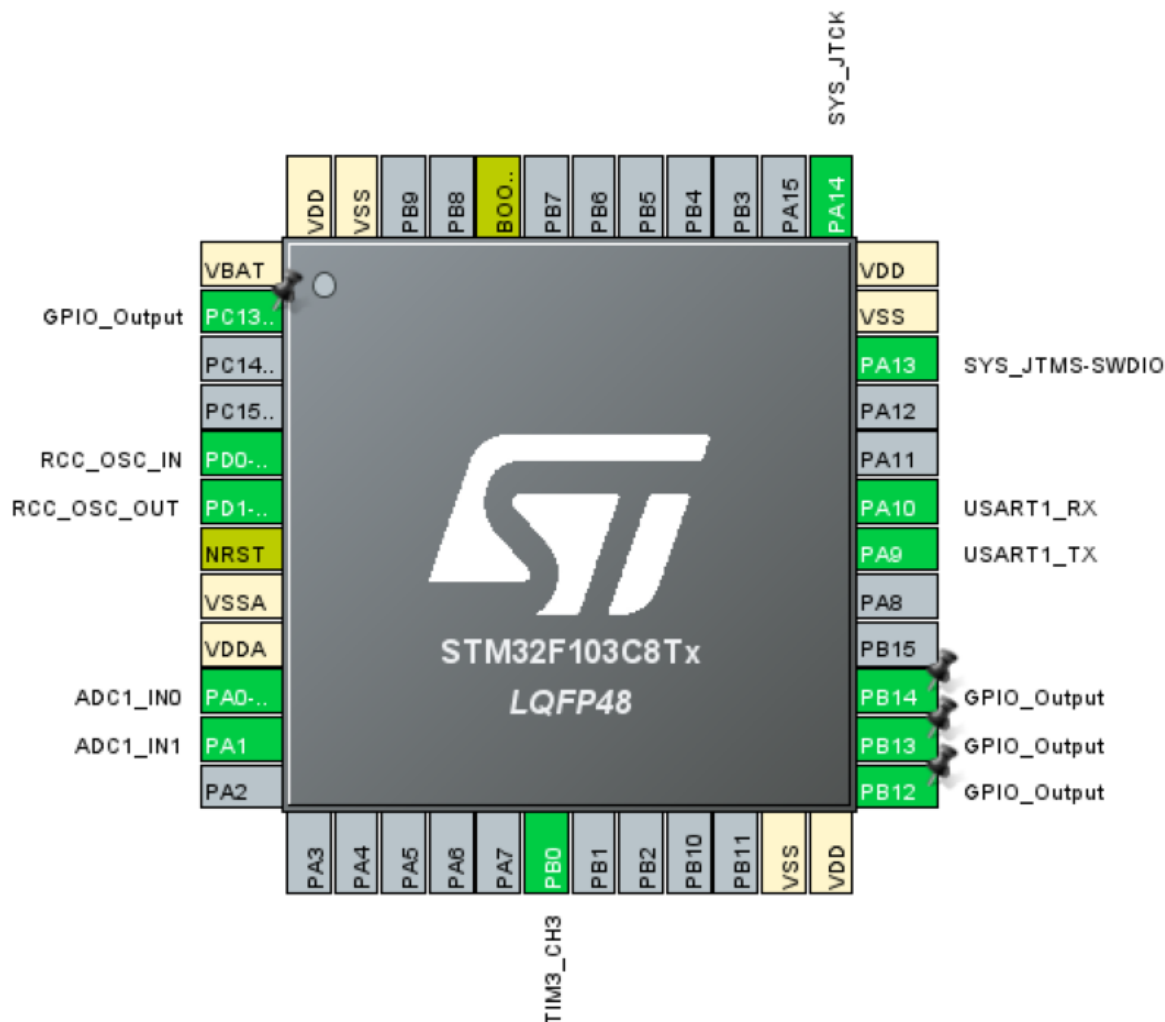 SYS_JTCK
VDD
VSS
PB9
PB8
BOO..
PB7
PB6
PB5
PB4
PB3
PA15
PA14
VBAT
GPIO_Output PC13..
PC14..
PC15..
RCC_OSC_IN PD0-..
RCC_OSC_OUT PD1-..
NRST
VSSA
VDDA
ADC1_IN0 PA0-..
ADC1_IN1 PA1
PA2
ST
STM32F103C8Tx
LQFP48
VDD
VSS
PA13 SYS_JTMS-SWDIO
PA12
PA11
PA10 USART1_RX
PA9 USART1_TX
PA8
PB15
PB14 GPIO_Output
PB13 GPIO_Output
PB12 GPIO_Output
PA3
PA4
PA5
PA6
PA7
PB0
PB1
PB2
PB10
PB11
VSS
VDD
TIM3_CH3